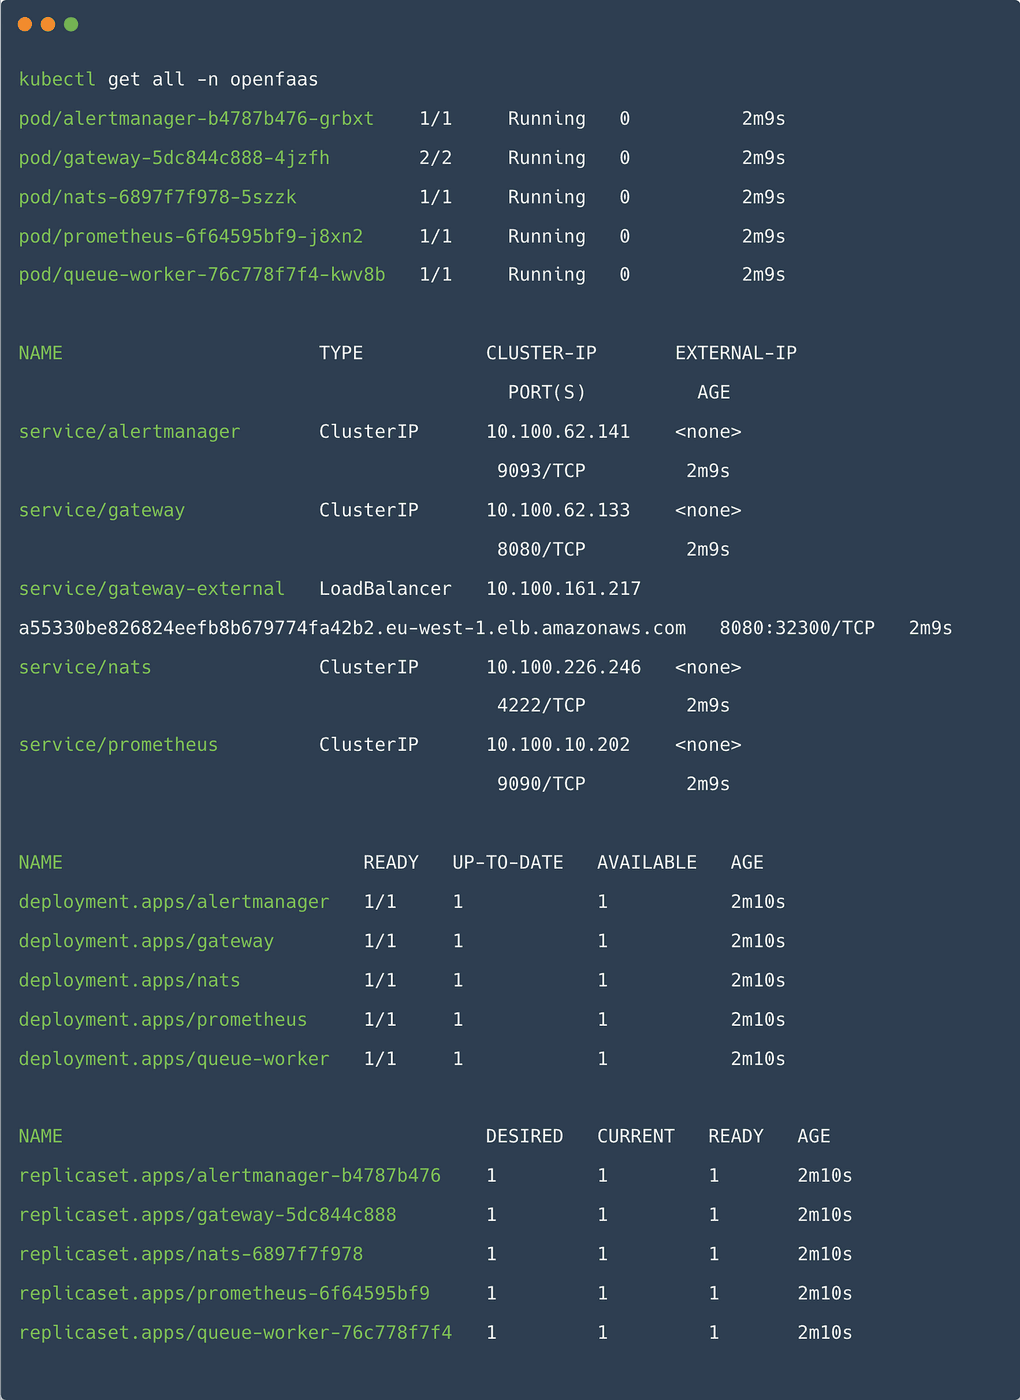 kubectl get all -n openfaas
pod/alertmanager-b4787b476-grbxt 1/1 Running 0 2m9s
pod/gateway-5dc844c888-4jzfh 2/2 Running 0 2m9s
pod/nats-6897f7f978-5szzk 1/1 Running 0 2m9s
pod/prometheus-6f64595bf9-j8xn2 1/1 Running 0 2m9s
pod/queue-worker-76c778f7f4-kwv8b 1/1 Running 0 2m9s
NAME TYPE CLUSTER-IP EXTERNAL-IP
PORT(S) AGE
service/alertmanager ClusterIP 10.100.62.141 <none>
9093/TCP 2m9s
service/gateway ClusterIP 10.100.62.133 <none>
8080/TCP 2m9s
service/gateway-external LoadBalancer 10.100.161.217
a55330be826824eefb8b679774fa42b2.eu-west-1.elb.amazonaws.com 8080:32300/TCP 2m9s
service/nats ClusterIP 10.100.226.246 <none>
4222/TCP 2m9s
service/prometheus ClusterIP 10.100.10.202 <none>
9090/TCP 2m9s
NAME READY UP-TO-DATE AVAILABLE AGE
deployment.apps/alertmanager 1/1 1 1 2m10s
deployment.apps/gateway 1/1 1 1 2m10s
deployment.apps/nats 1/1 1 1 2m10s
deployment.apps/prometheus 1/1 1 1 2m10s
deployment.apps/queue-worker 1/1 1 1 2m10s
NAME DESIRED CURRENT READY AGE
replicaset.apps/alertmanager-b4787b476 1 1 1 2m10s
replicaset.apps/gateway-5dc844c888 1 1 1 2m10s
replicaset.apps/nats-6897f7f978 1 1 1 2m10s
replicaset.apps/prometheus-6f64595bf9 1 1 1 2m10s
replicaset.apps/queue-worker-76c778f7f4 1 1 1 2m10s